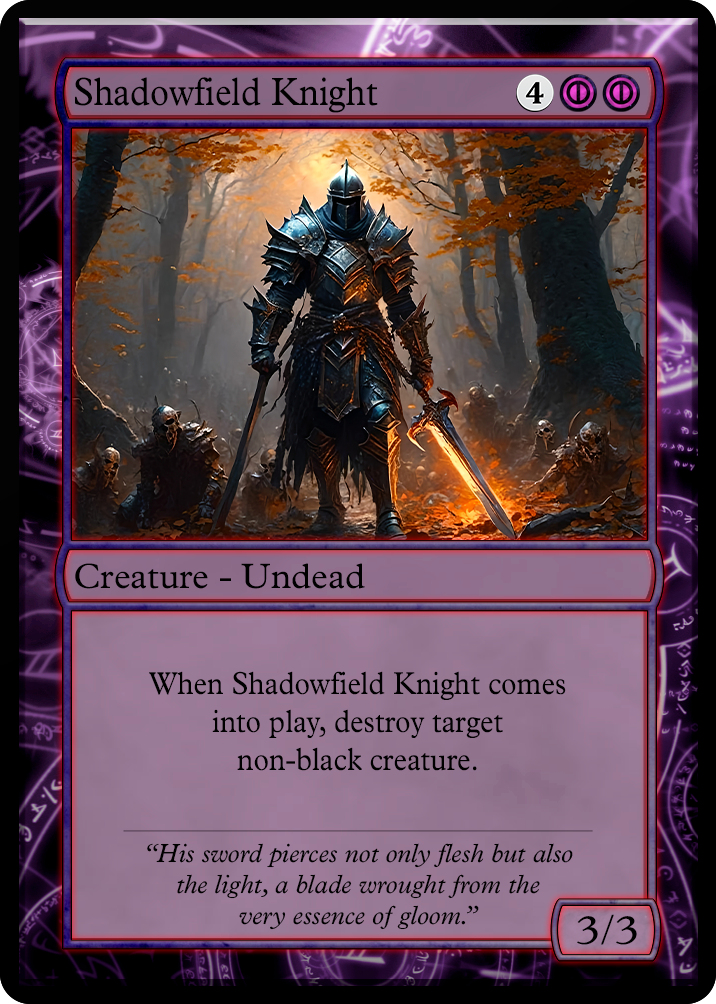 Shadowfield Knight 4
Creature - Undead
When Shadowfield Knight comes
into play, destroy target
non-black creature.
“His sword pierces not only flesh but also
the light, a blade wrought from the
very essence of gloom.”
3/3